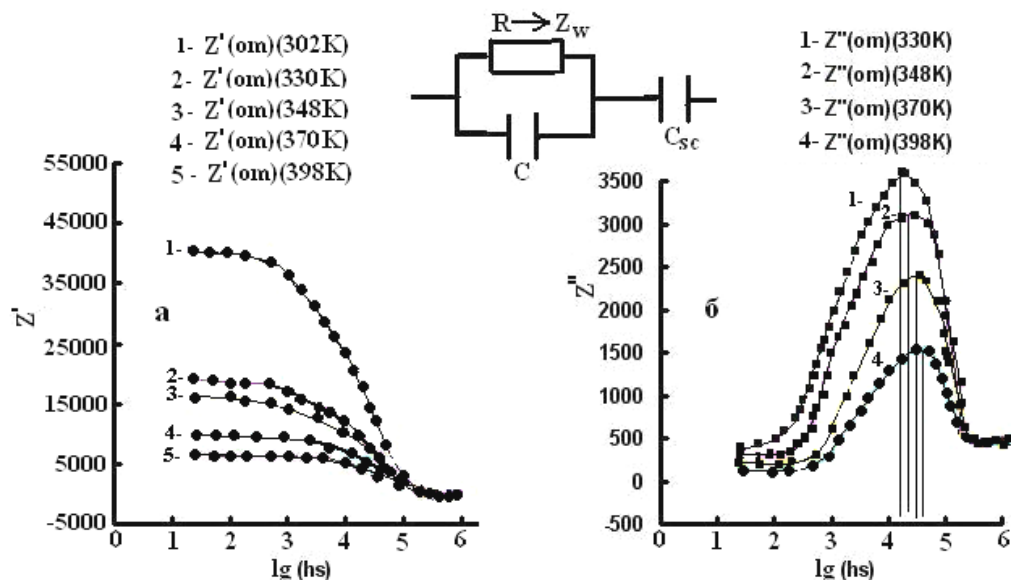 1- Z'(om)(302K)
2- Z'(om)(330K)
3- Z'(om)(348K)
4- Z'(om)(370K)
5- Z'(om)(398K)
R → Z_w
C
C_sc
1- Z"(om)(330K)
2- Z"(om)(348K)
3- Z"(om)(370K)
4- Z"(om)(398K)
55000
45000
35000
25000
15000
5000
-5000
Z'
а
1-
2-
3-
4-
5-
0 1 2 3 4 5 6
lg (hs)
3500
3000
2500
2000
1500
1000
500
0
-500
Z"
б
1-
2-
3-
4
0 1 2 3 4 5 6
lg (hs)